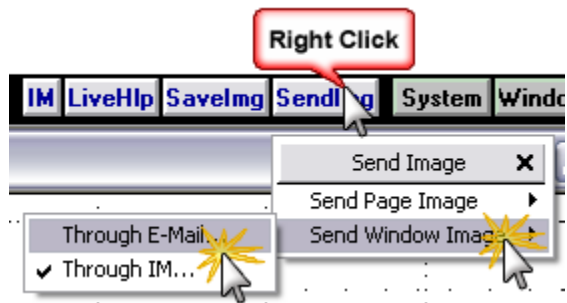 Right Click
IM LiveHlp SaveImg SendImg System Windo
Send Image
Send Page Image
Through E-Mail... Send Window Image
Through IM...